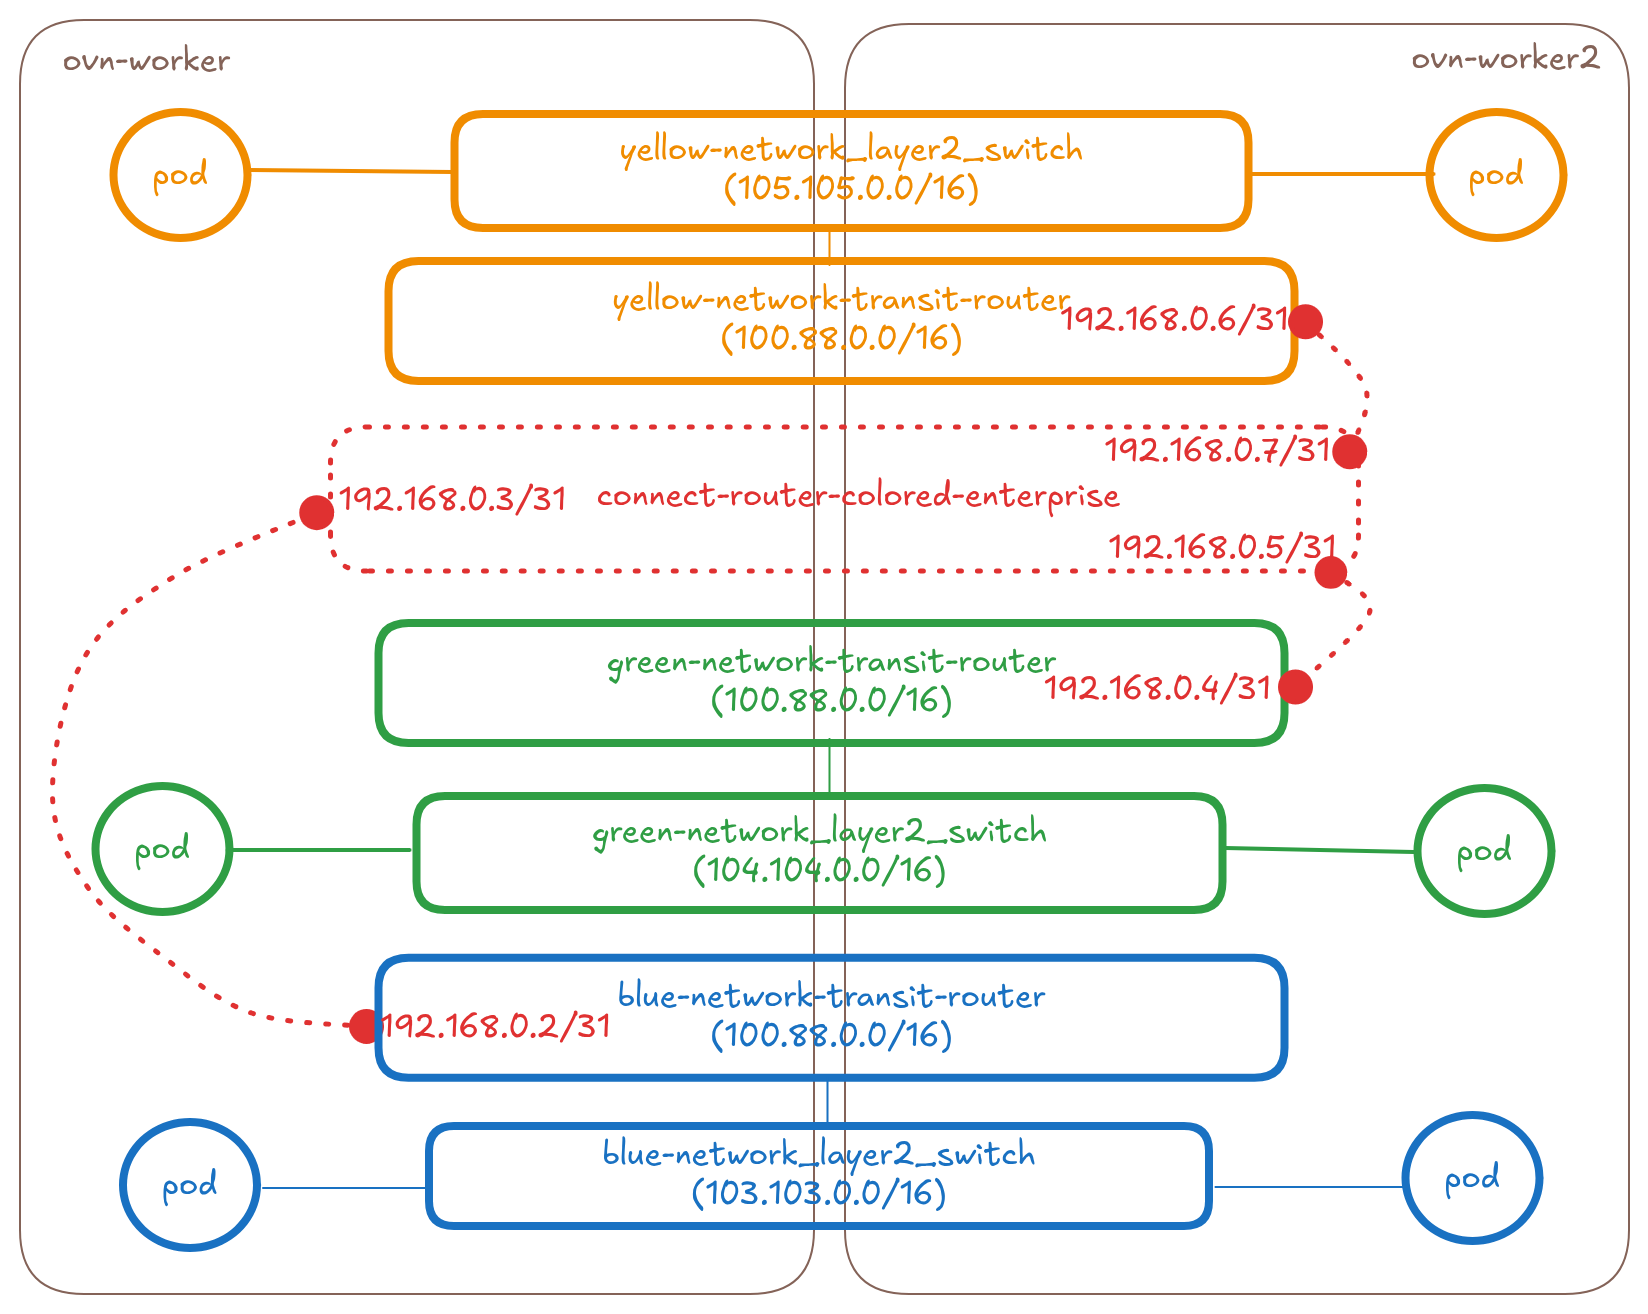 ovn-worker
ovn-worker2
pod
yellow-network_layer2_switch
(105.105.0.0/16)
pod
yellow-network-transit-router
(100.88.0.0/16)
192.168.0.6/31
192.168.0.7/31
192.168.0.3/31
connect-router-colored-enterprise
192.168.0.5/31
green-network-transit-router
(100.88.0.0/16)
192.168.0.4/31
pod
green-network_layer2_switch
(104.104.0.0/16)
pod
blue-network-transit-router
(100.88.0.0/16)
192.168.0.2/31
pod
blue-network_layer2_switch
(103.103.0.0/16)
pod